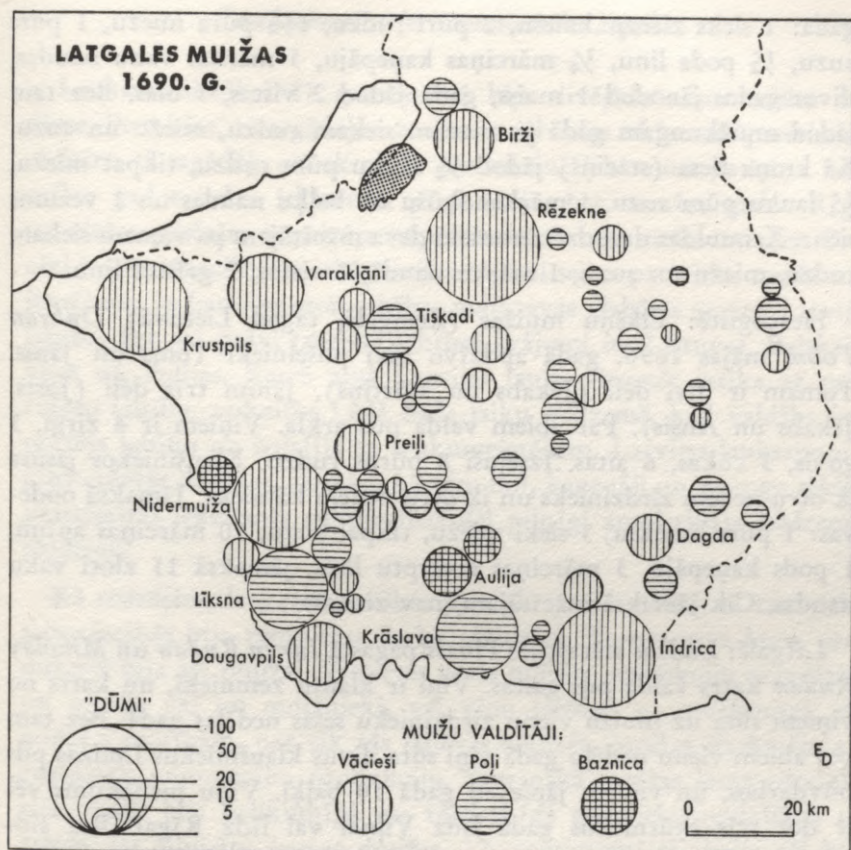 LATGALES MUIŽAS
1690. G.
Birži
Rēzekne
Varakļāni
Krustpils
Tiskadi
Preiļi
Nidermuiža
Dagda
Aulija
Līksna
Krāslava
Daugavpils
Indrica
"DŪMI"
100
50
20
10
5
MUIŽU VALDĪTĀJI:
Vācieši
Poļi
Baznīca
E.
0 20 km